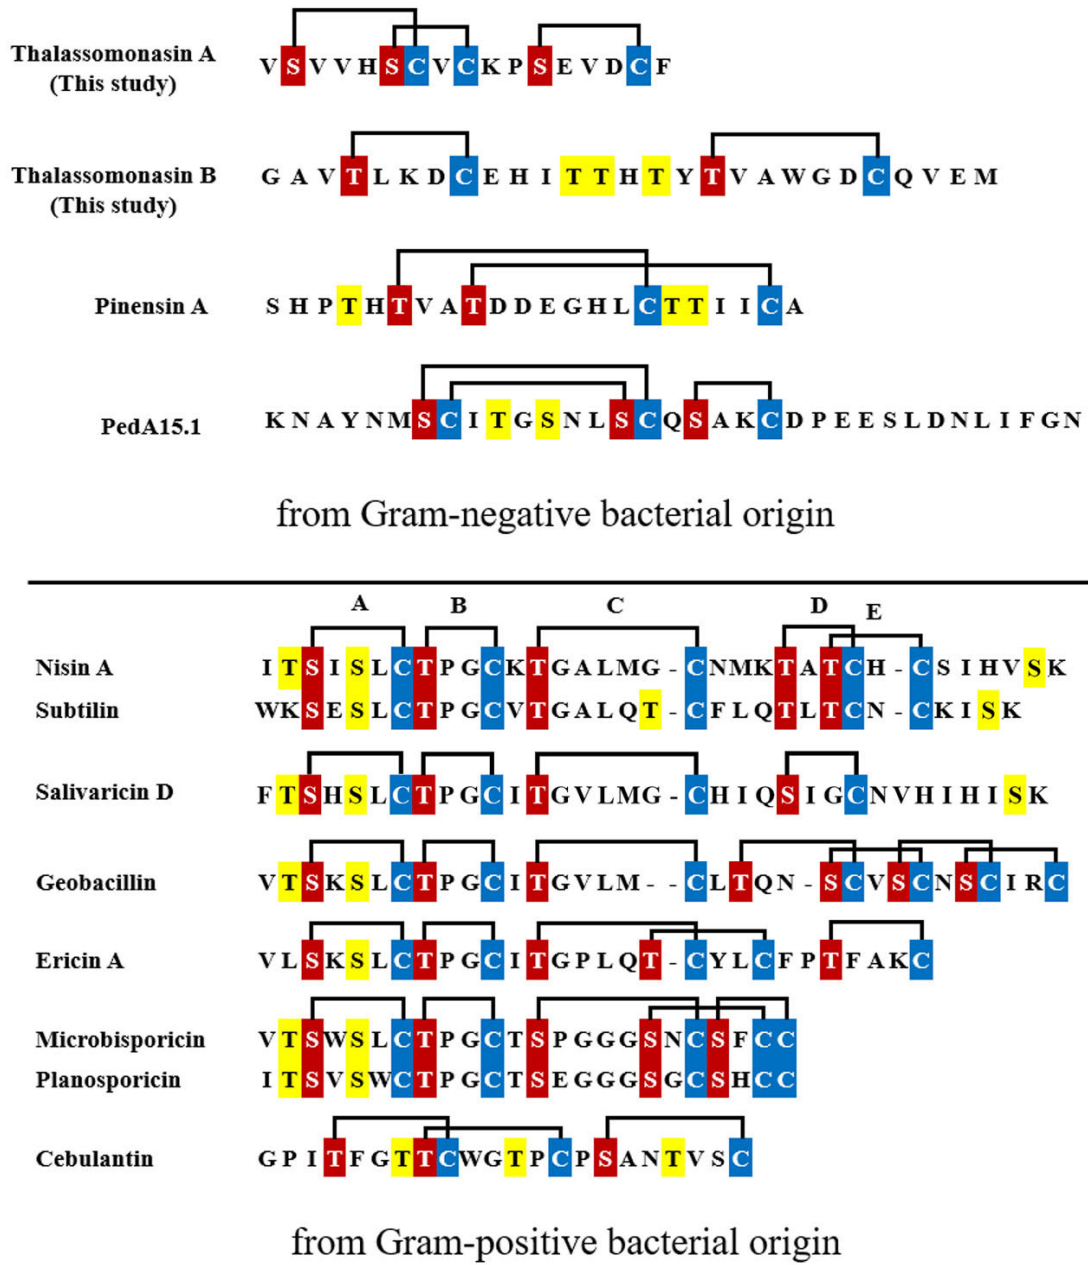 Thalassomonasin A
(This study)
V S V V H S C V C K P S E V D C F
Thalassomonasin B
(This study)
G A V T L K D C E H I T T H T Y T V A W G D C Q V E M
Pinensin A
S H P T H T V A T D D E G H L C T T I I C A
PedA15.1
K N A Y N M S C I T G S N L S C Q S A K C D P E E S L D N L I F G N
from Gram-negative bacterial origin
A B C D E
Nisin A
I T S I S L C T P G C K T G A L M G - C N M K T A T C H - C S I H V S K
Subtilin
W K S E S L C T P G C V T G A L Q T - C F L Q T L T C N - C K I S K
Salivaricin D
F T S H S L C T P G C I T G V L M G - C H I Q S I G C N V H I H I S K
Geobacillin
V T S K S L C T P G C I T G V L M - - C L T Q N - S C V S C N S C I R C
Ericin A
V L S K S L C T P G C I T G P L Q T - C Y L C F P T F A K C
Microbisporicin
V T S W S L C T P G C T S P G G G S N C S F C C
Planosporicin
I T S V S W C T P G C T S E G G G S G C S H C C
Cebulantin
G P I T F G T T C W G T P C P S A N T V S C
from Gram-positive bacterial origin